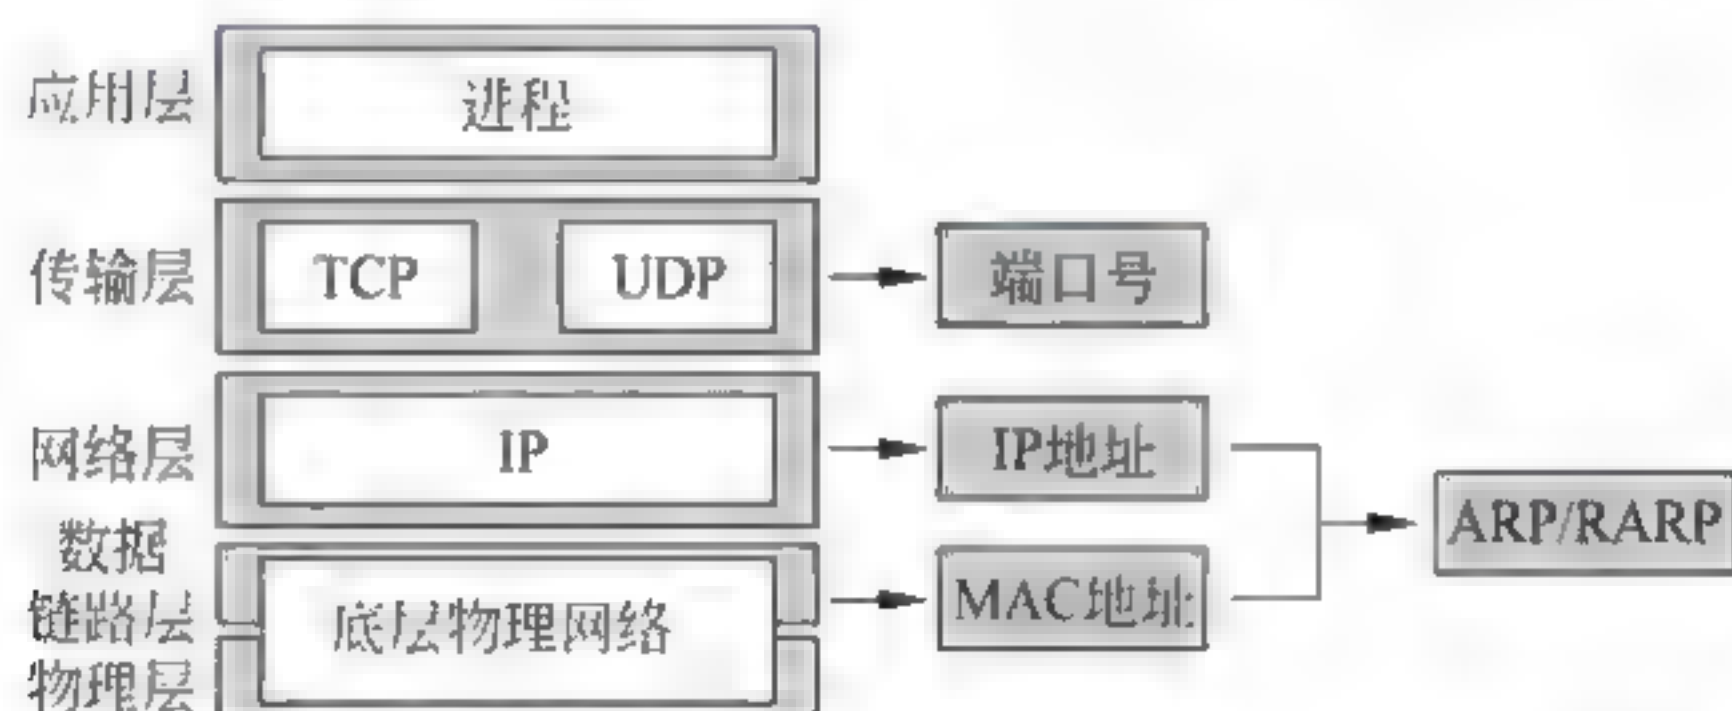 应用层
进程
传输层
TCP
UDP
端口号
网络层
IP
IP地址
ARP/RARP
数据
链路层
底层物理网络
MAC地址
物理层